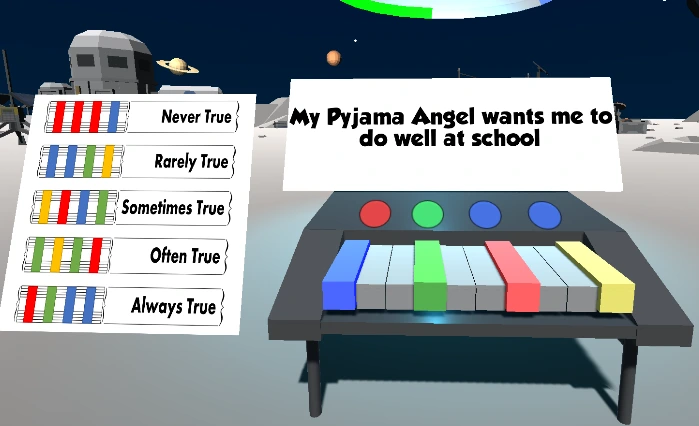 Never True
Rarely True
Sometimes True
Often True
Always True
My Pyjama Angel wants me to
do well at school